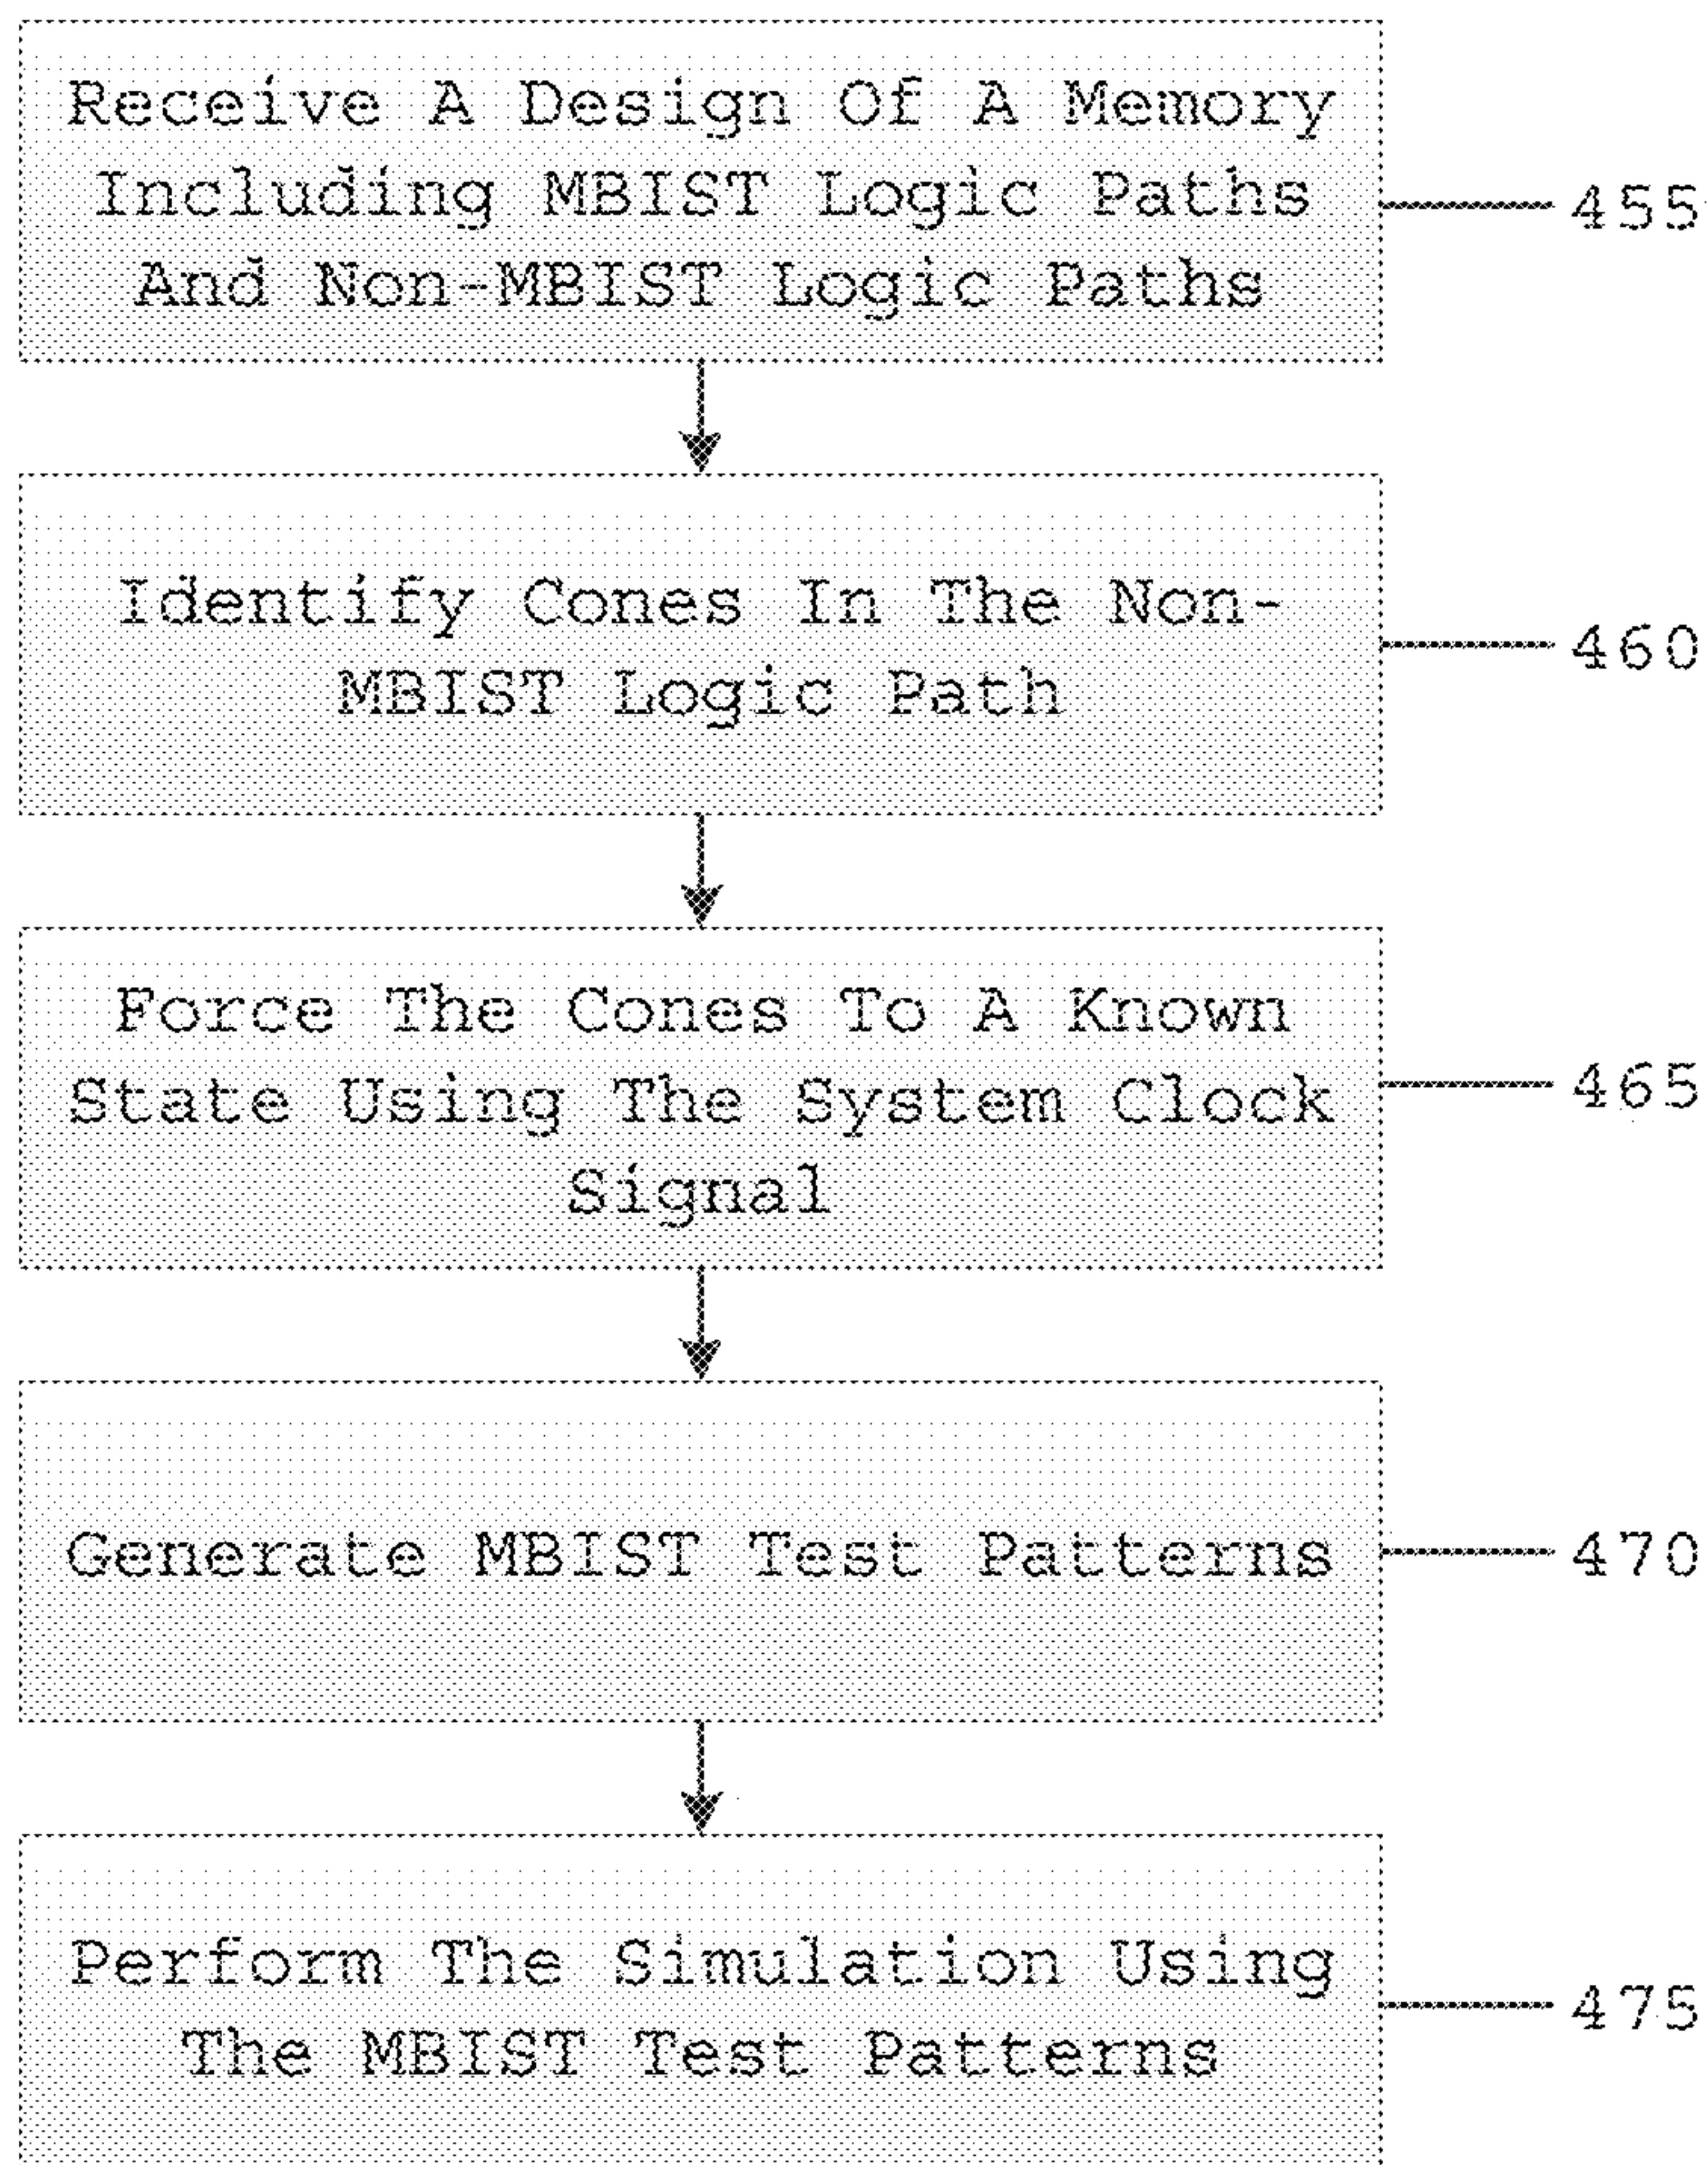 Receive A Design Of A Memory
Including MBIST Logic Paths
And Non-MBIST Logic Paths
455
Identify Cones In The Non-
MBIST Logic Path
460
Force The Cones To A Known
State Using The System Clock
Signal
465
Generate MBIST Test Patterns
470
Perform The Simulation Using
The MBIST Test Patterns
475